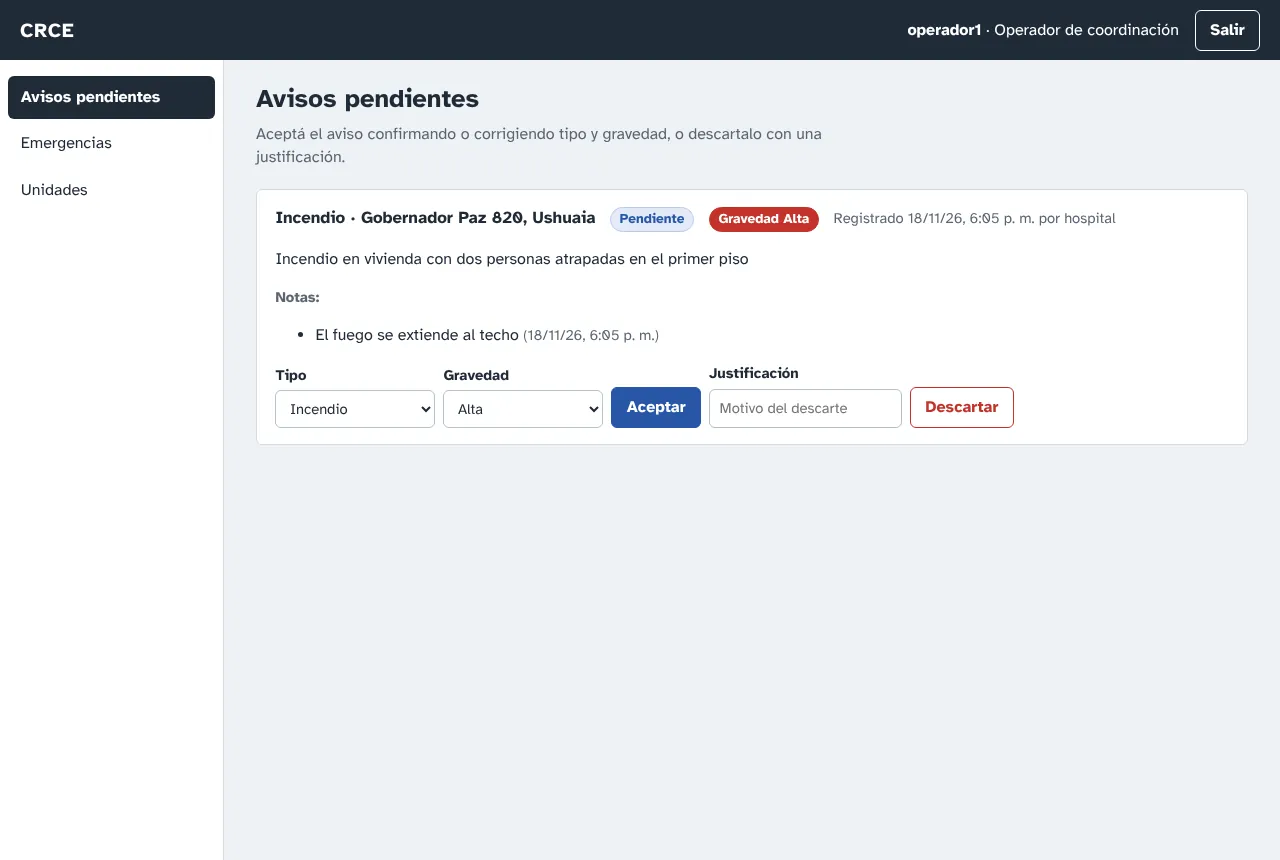 CRCE
operador1 · Operador de coordinación
Salir
Avisos pendientes
Emergencias
Unidades
Avisos pendientes
Aceptá el aviso confirmando o corrigiendo tipo y gravedad, o descartalo con una
justificación.
Incendio · Gobernador Paz 820, Ushuaia Pendiente Gravedad Alta Registrado 18/11/26, 6:05 p. m. por hospital
Incendio en vivienda con dos personas atrapadas en el primer piso
Notas:
• El fuego se extiende al techo (18/11/26, 6:05 p. m.)
Tipo Gravedad Justificación
Incendio Alta Aceptar Motivo del descarte Descartar